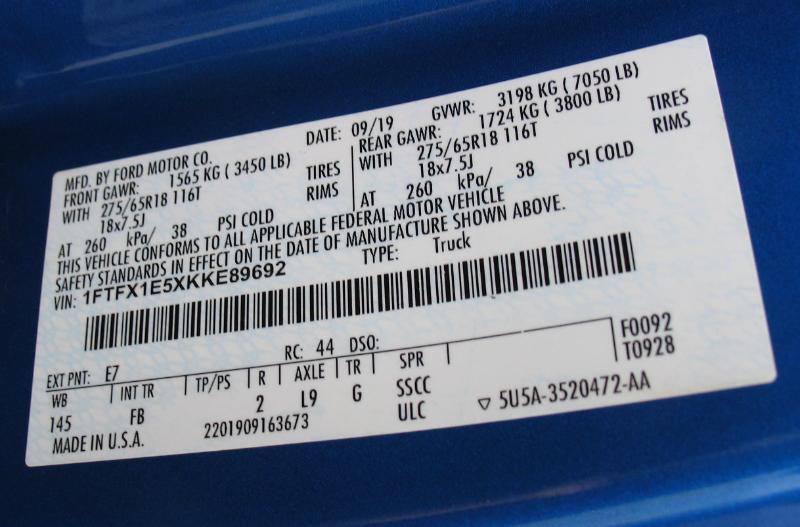 MFD. BY FORD MOTOR CO. DATE: 09/19 GVWR: 3198 KG ( 7050 LB)
FRONT GAWR: 1565 KG ( 3450 LB) REAR GAWR: 1724 KG ( 3800 LB)
WITH 275/65R18 116T TIRES WITH 275/65R18 116T TIRES
18x7.5J RIMS 18x7.5J RIMS
AT 260 kPa/ 38 PSI COLD AT 260 kPa/ 38 PSI COLD
THIS VEHICLE CONFORMS TO ALL APPLICABLE FEDERAL MOTOR VEHICLE
SAFETY STANDARDS IN EFFECT ON THE DATE OF MANUFACTURE SHOWN ABOVE.
VIN: 1FTFX1E5XKKE89692 TYPE: Truck
F0092
EXT PNT: E7 RC: 44 DSO: T0928
WB INT TR TP/PS R AXLE TR SPR
145 FB 2 L9 G SSCC
ULC ▽ 5U5A-3520472-AA
MADE IN U.S.A. 2201909163673